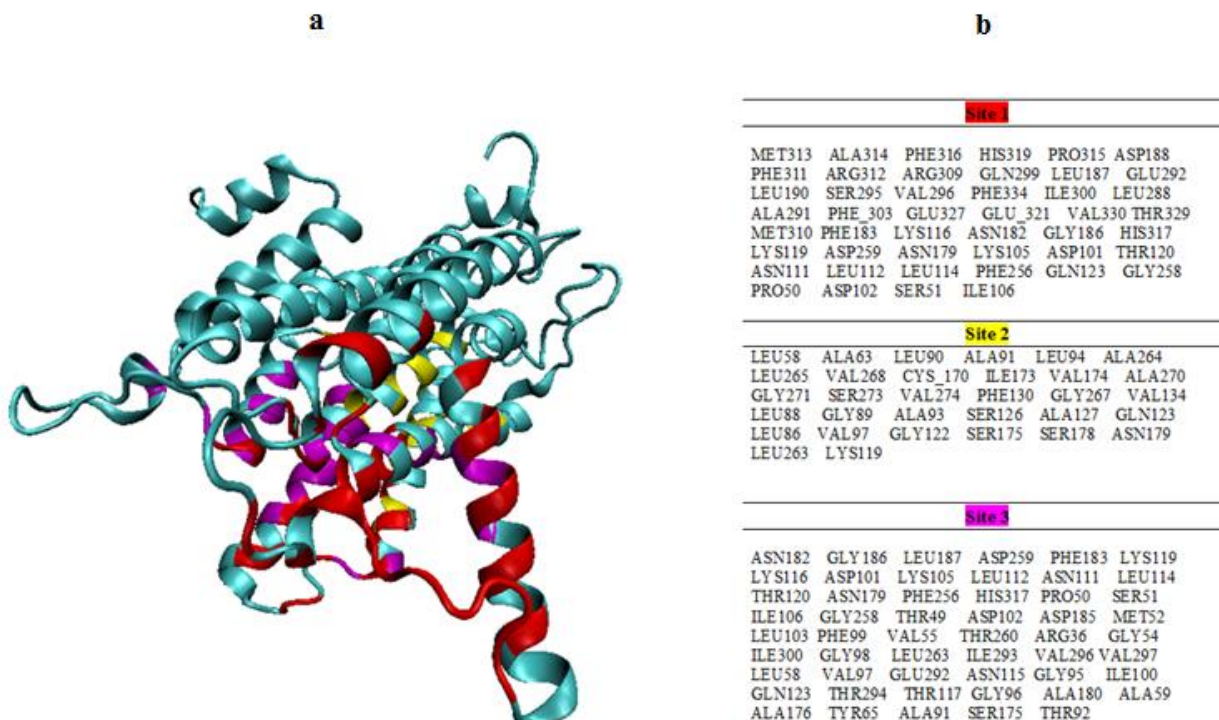 a
b
Site 1
MET313 ALA314 PHE316 HIS319 PRO315 ASP188
PHE311 ARG312 ARG309 GLN299 LEU187 GLU292
LEU190 SER295 VAL296 PHE334 ILE300 LEU288
ALA291 PHE_303 GLU327 GLU_321 VAL330 THR329
MET310 PHE183 LYS116 ASN182 GLY186 HIS317
LYS119 ASP259 ASN179 LYS105 ASP101 THR120
ASN111 LEU112 LEU114 PHE256 GLN123 GLY258
PRO50 ASP102 SER51 ILE106
Site 2
LEU58 ALA63 LEU90 ALA91 LEU94 ALA264
LEU265 VAL268 CYS_170 ILE173 VAL174 ALA270
GLY271 SER273 VAL274 PHE130 GLY267 VAL134
LEU88 GLY89 ALA93 SER126 ALA127 GLN123
LEU86 VAL97 GLY122 SER175 SER178 ASN179
LEU263 LYS119
Site 3
ASN182 GLY186 LEU187 ASP259 PHE183 LYS119
LYS116 ASP101 LYS105 LEU112 ASN111 LEU114
THR120 ASN179 PHE256 HIS317 PRO50 SER51
ILE106 GLY258 THR49 ASP102 ASP185 MET52
LEU103 PHE99 VAL55 THR260 ARG36 GLY54
ILE300 GLY98 LEU263 ILE293 VAL296 VAL297
LEU58 VAL97 GLU292 ASN115 GLY95 ILE100
GLN123 THR294 THR117 GLY96 ALA180 ALA59
ALA176 TYR65 ALA91 SER175 THR92